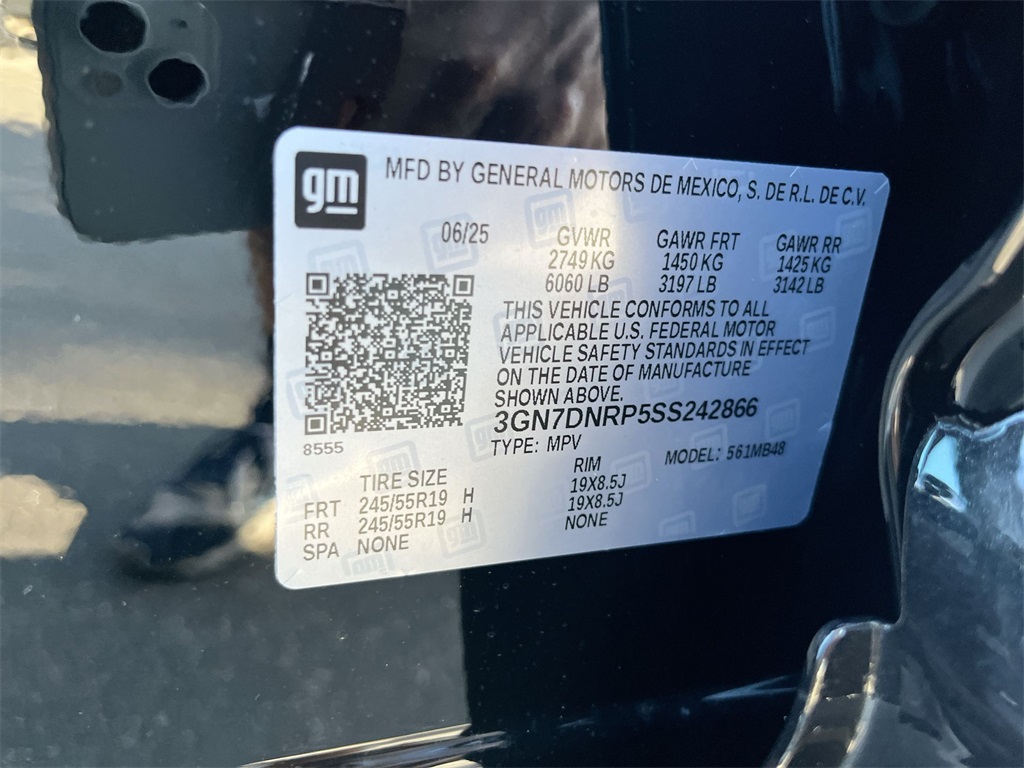 gm
MFD BY GENERAL MOTORS DE MEXICO, S. DE R.L. DE C.V.
06/25 GVWR GAWR FRT GAWR RR
2749 KG 1450 KG 1425 KG
6060 LB 3197 LB 3142 LB
THIS VEHICLE CONFORMS TO ALL
APPLICABLE U.S. FEDERAL MOTOR
VEHICLE SAFETY STANDARDS IN EFFECT
ON THE DATE OF MANUFACTURE
SHOWN ABOVE.
3GN7DNRP5SS242866
8555
TYPE: MPV MODEL: 561MB48
TIRE SIZE RIM
FRT 245/55R19 H 19X8.5J
RR 245/55R19 H 19X8.5J
SPA NONE NONE